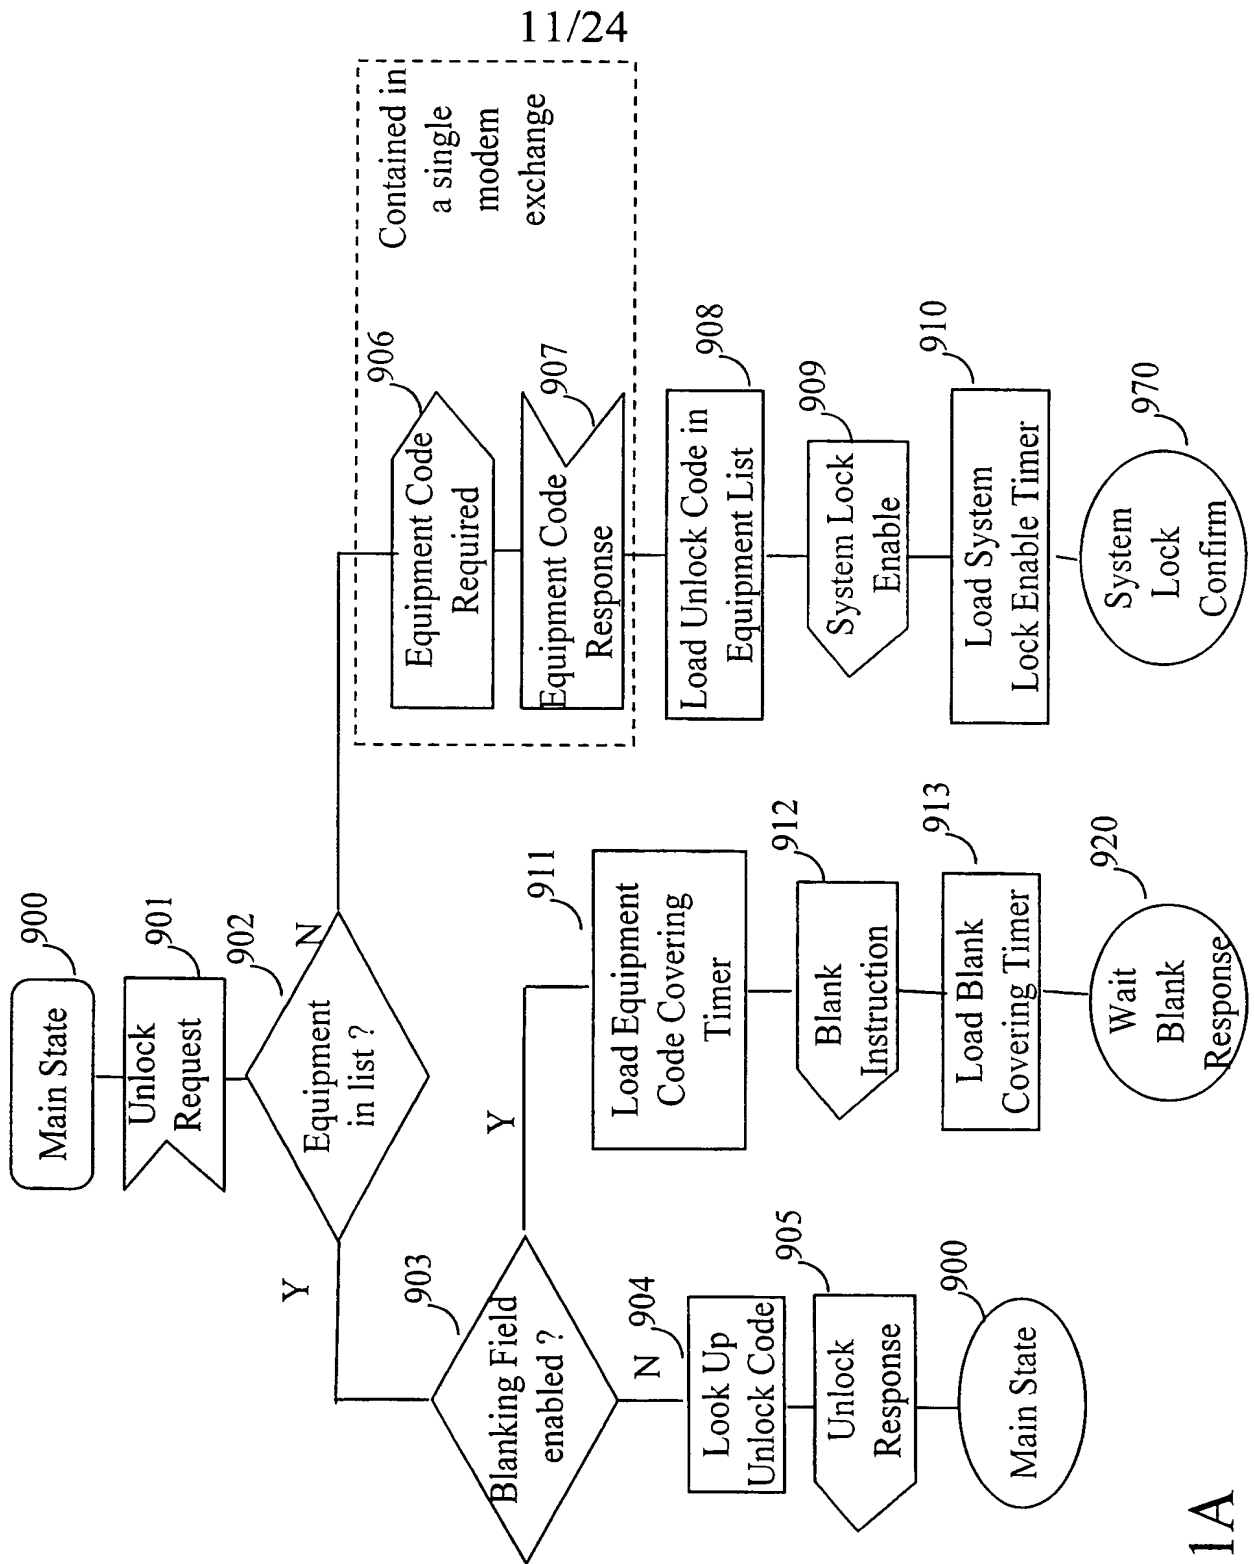 11/24
Main State
900
Unlock
Request
901
Equipment
in list ?
902
Y
N
Blanking Field
enabled ?
903
Y
N
Look Up
Unlock Code
904
Unlock
Response
905
Main State
900
Load Equipment
Code Covering
Timer
911
Blank
Instruction
912
Load Blank
Covering Timer
913
Wait
Blank
Response
920
Equipment Code
Required
906
Equipment Code
Response
907
Contained in
a single
modem
exchange
Load Unlock Code in
Equipment List
908
System Lock
Enable
909
Load System
Lock Enable Timer
910
System
Lock
Confirm
970
1A